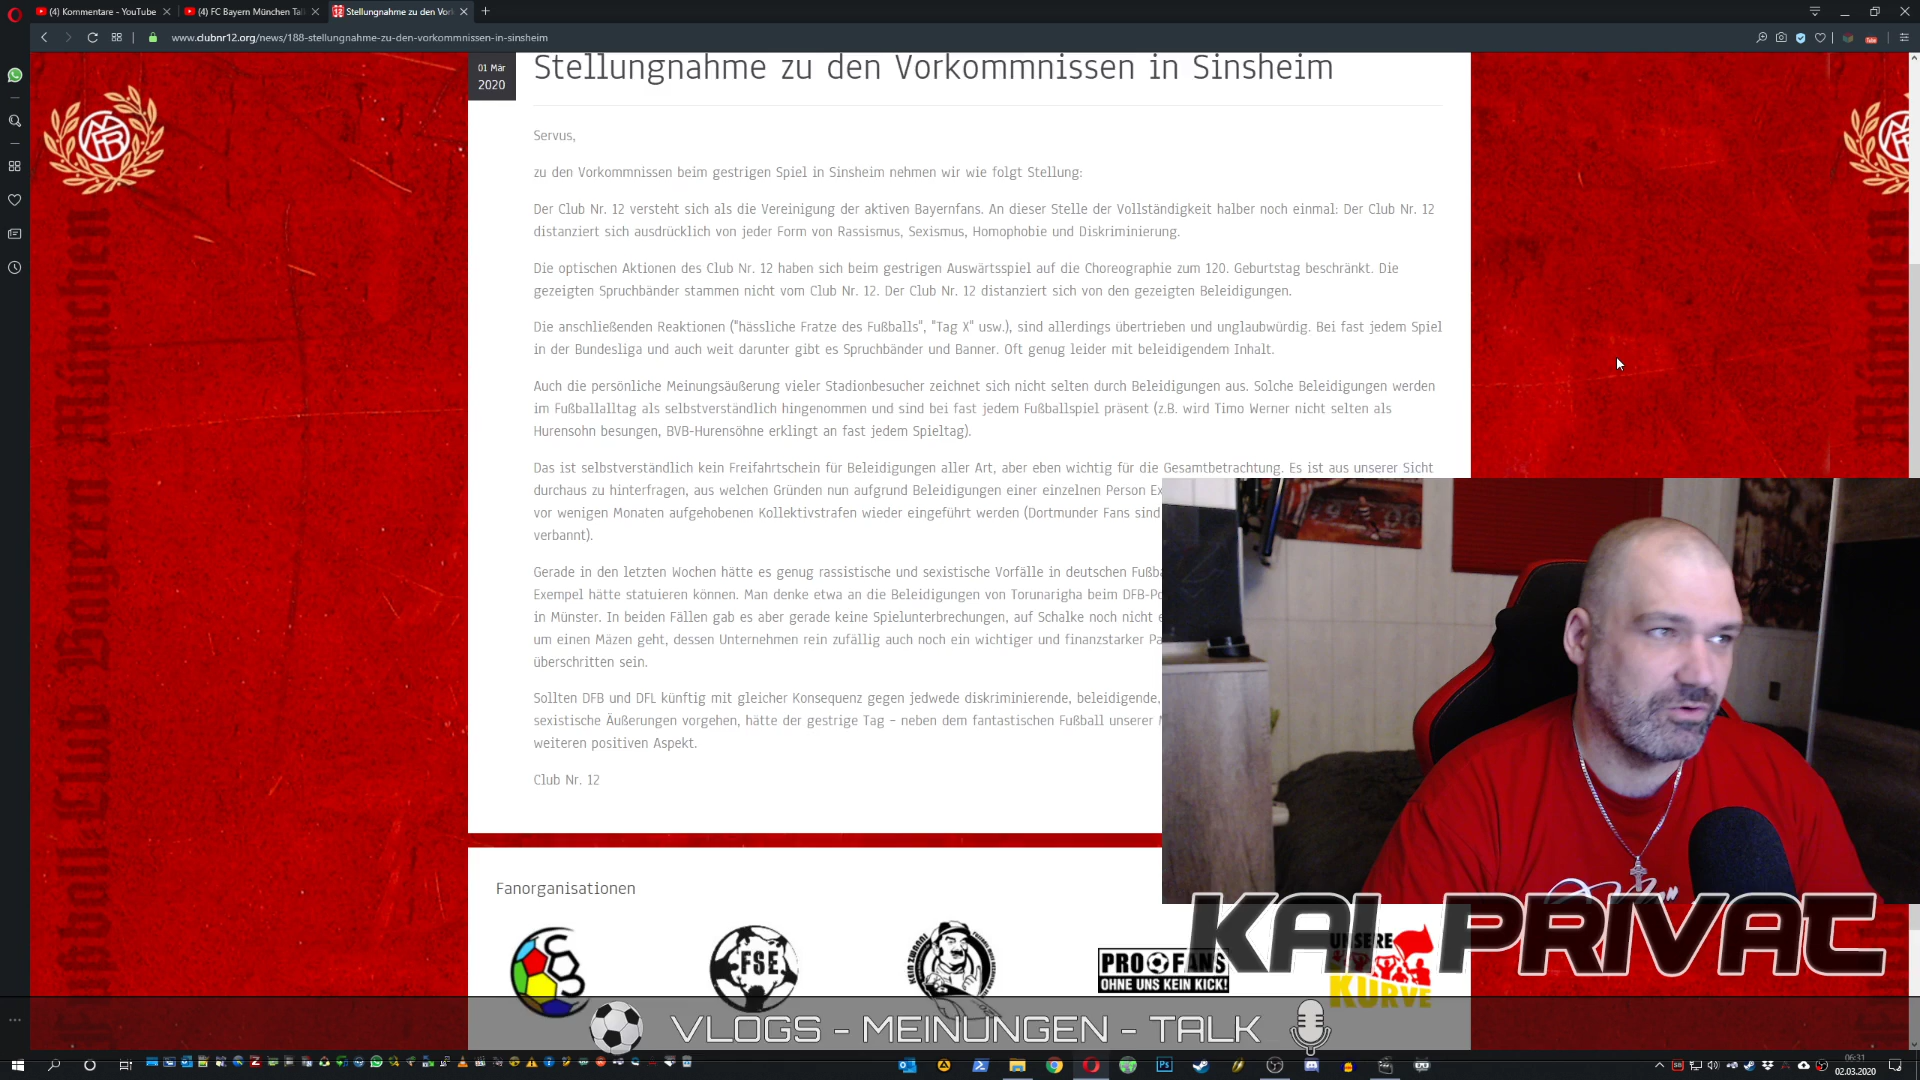 (4) Kommentare - YouTube
(4) FC Bayern München Tal
Stellungnahme zu den Vor
www.clubnr12.org/news/188-stellungnahme-zu-den-vorkommnissen-in-sinsheim
01 Mär
2020
Stellungnahme zu den Vorkommnissen in Sinsheim
Servus,
zu den Vorkommnissen beim gestrigen Spiel in Sinsheim nehmen wir wie folgt Stellung:
Der Club Nr. 12 versteht sich als die Vereinigung der aktiven Bayernfans. An dieser Stelle der Vollständigkeit halber noch einmal: Der Club Nr. 12
distanziert sich ausdrücklich von jeder Form von Rassismus, Sexismus, Homophobie und Diskriminierung.
Die optischen Aktionen des Club Nr. 12 haben sich beim gestrigen Auswärtsspiel auf die Choreographie zum 120. Geburtstag beschränkt. Die
gezeigten Spruchbänder stammen nicht vom Club Nr. 12. Der Club Nr. 12 distanziert sich von den gezeigten Beleidigungen.
Die anschließenden Reaktionen ("hässliche Fratze des Fußballs", "Tag X" usw.), sind allerdings übertrieben und unglaubwürdig. Bei fast jedem Spiel
in der Bundesliga und auch weit darunter gibt es Spruchbänder und Banner. Oft genug leider mit beleidigendem Inhalt.
Auch die persönliche Meinungsäußerung vieler Stadionbesucher zeichnet sich nicht selten durch Beleidigungen aus. Solche Beleidigungen werden
im Fußballalltag als selbstverständlich hingenommen und sind bei fast jedem Fußballspiel präsent (z.B. wird Timo Werner nicht selten als
Hurensohn besungen, BVB-Hurensöhne erklingt an fast jedem Spieltag).
Das ist selbstverständlich kein Freifahrtschein für Beleidigungen aller Art, aber eben wichtig für die Gesamtbetrachtung. Es ist aus unserer Sicht
durchaus zu hinterfragen, aus welchen Gründen nun aufgrund Beleidigungen einer einzelnen Person Ex
vor wenigen Monaten aufgehobenen Kollektivstrafen wieder eingeführt werden (Dortmunder Fans sind
verbannt).
Gerade in den letzten Wochen hätte es genug rassistische und sexistische Vorfälle in deutschen Fußba
Exempel hätte statuieren können. Man denke etwa an die Beleidigungen von Torunarigha beim DFB-Po
in Münster. In beiden Fällen gab es aber gerade keine Spielunterbrechungen, auf Schalke noch nicht e
um einen Mäzen geht, dessen Unternehmen rein zufällig auch noch ein wichtiger und finanzstarker Pa
überschritten sein.
Sollten DFB und DFL künftig mit gleicher Konsequenz gegen jedwede diskriminierende, beleidigende,
sexistische Äußerungen vorgehen, hätte der gestrige Tag – neben dem fantastischen Fußball unserer M
weiteren positiven Aspekt.
Club Nr. 12
Fanorganisationen
FSE
PRO FANS
OHNE UNS KEIN KICK!
UNSERE
KURVE
KAI PRIVAT
VLOGS - MEINUNGEN - TALK
Fußball-Club Bayern München
München
06:31
02.03.2020